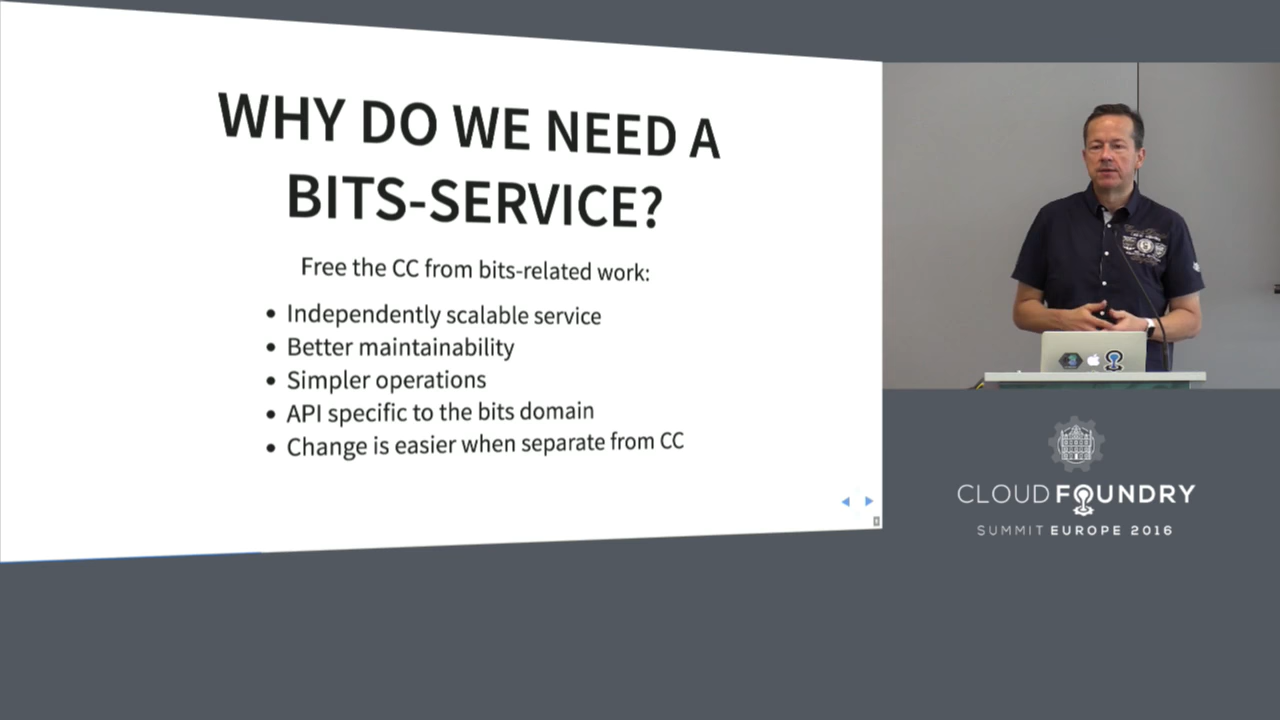 WHY DO WE NEED A
BITS-SERVICE?
Free the CC from bits-related work:
• Independently scalable service
• Better maintainability
• Simpler operations
• API specific to the bits domain
• Change is easier when separate from CC
CLOUD FOUNDRY
SUMMIT EUROPE 2016